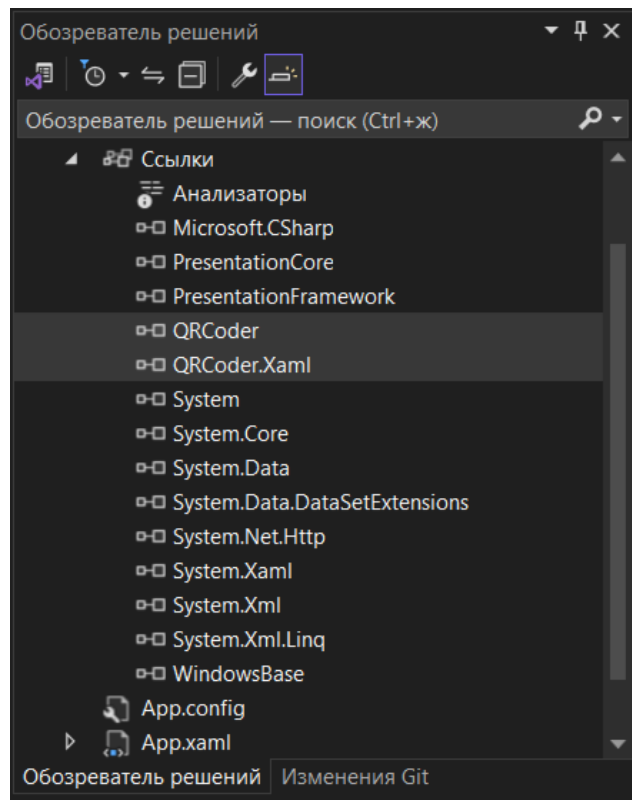 Обозреватель решений
Обозреватель решений — поиск (Ctrl+ж)
Ссылки
Анализаторы
Microsoft.CSharp
PresentationCore
PresentationFramework
QRCoder
QRCoder.Xaml
System
System.Core
System.Data
System.Data.DataSetExtensions
System.Net.Http
System.Xaml
System.Xml
System.Xml.Linq
WindowsBase
App.config
App.xaml
Обозреватель решений Изменения Git